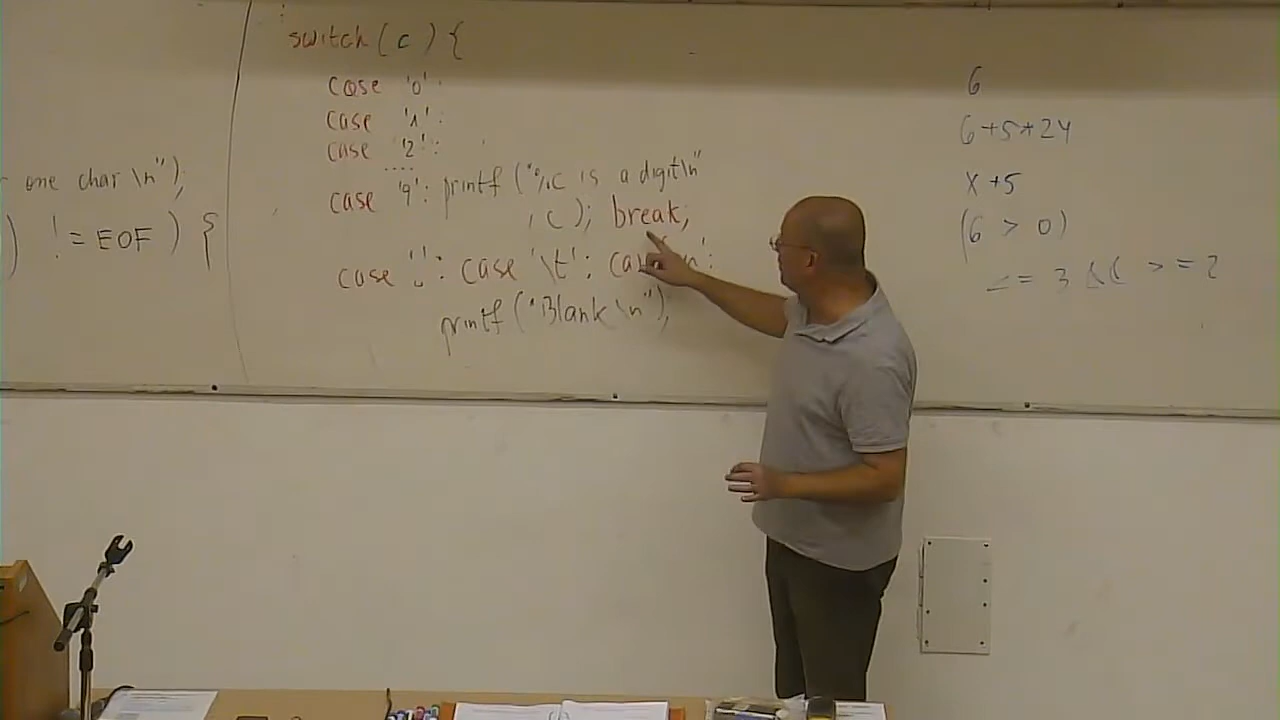 one char \n");
) != EOF ) {
switch ( c ) {
case '0' :
case '1' :
case '2' :
....
case '9' : printf ("%c is a digit\n"
, c ); break;
case '␣' : case '\t' : case '\n' :
printf ("Blank \n");
6
6+5+24
x+5
(6 > 0)
<= 3 && >= 2